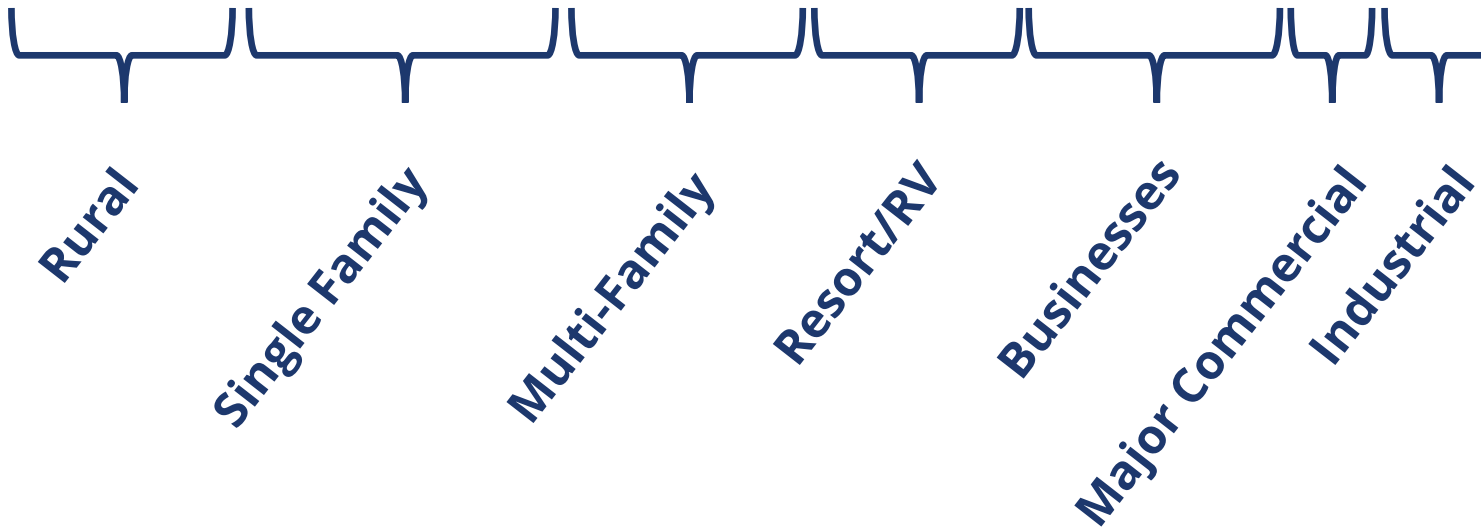 Rural
Single Family
Multi-Family
Resort/RV
Businesses
Major Commercial
Industrial